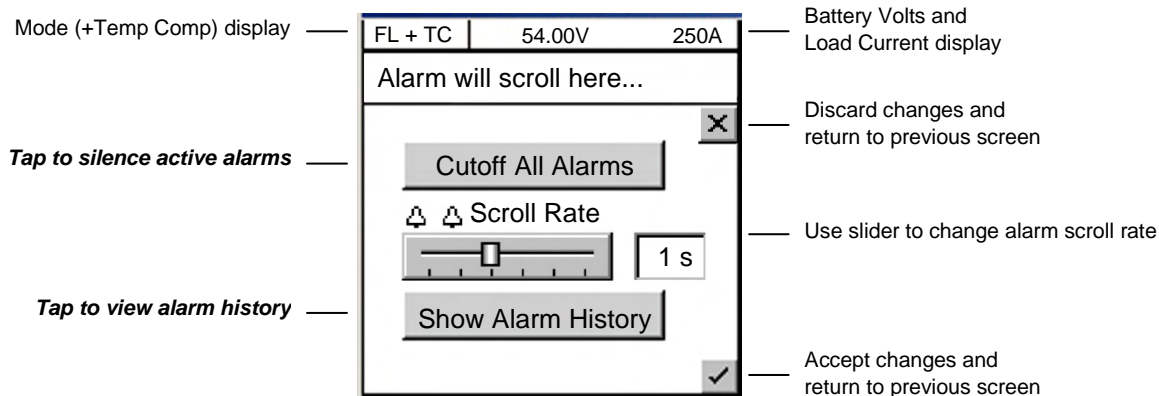 Mode (+Temp Comp) display
FL + TC
54.00V
250A
Battery Volts and
Load Current display
Alarm will scroll here...
Discard changes and
return to previous screen
Tap to silence active alarms
Cutoff All Alarms
Scroll Rate
1 s
Use slider to change alarm scroll rate
Tap to view alarm history
Show Alarm History
Accept changes and
return to previous screen